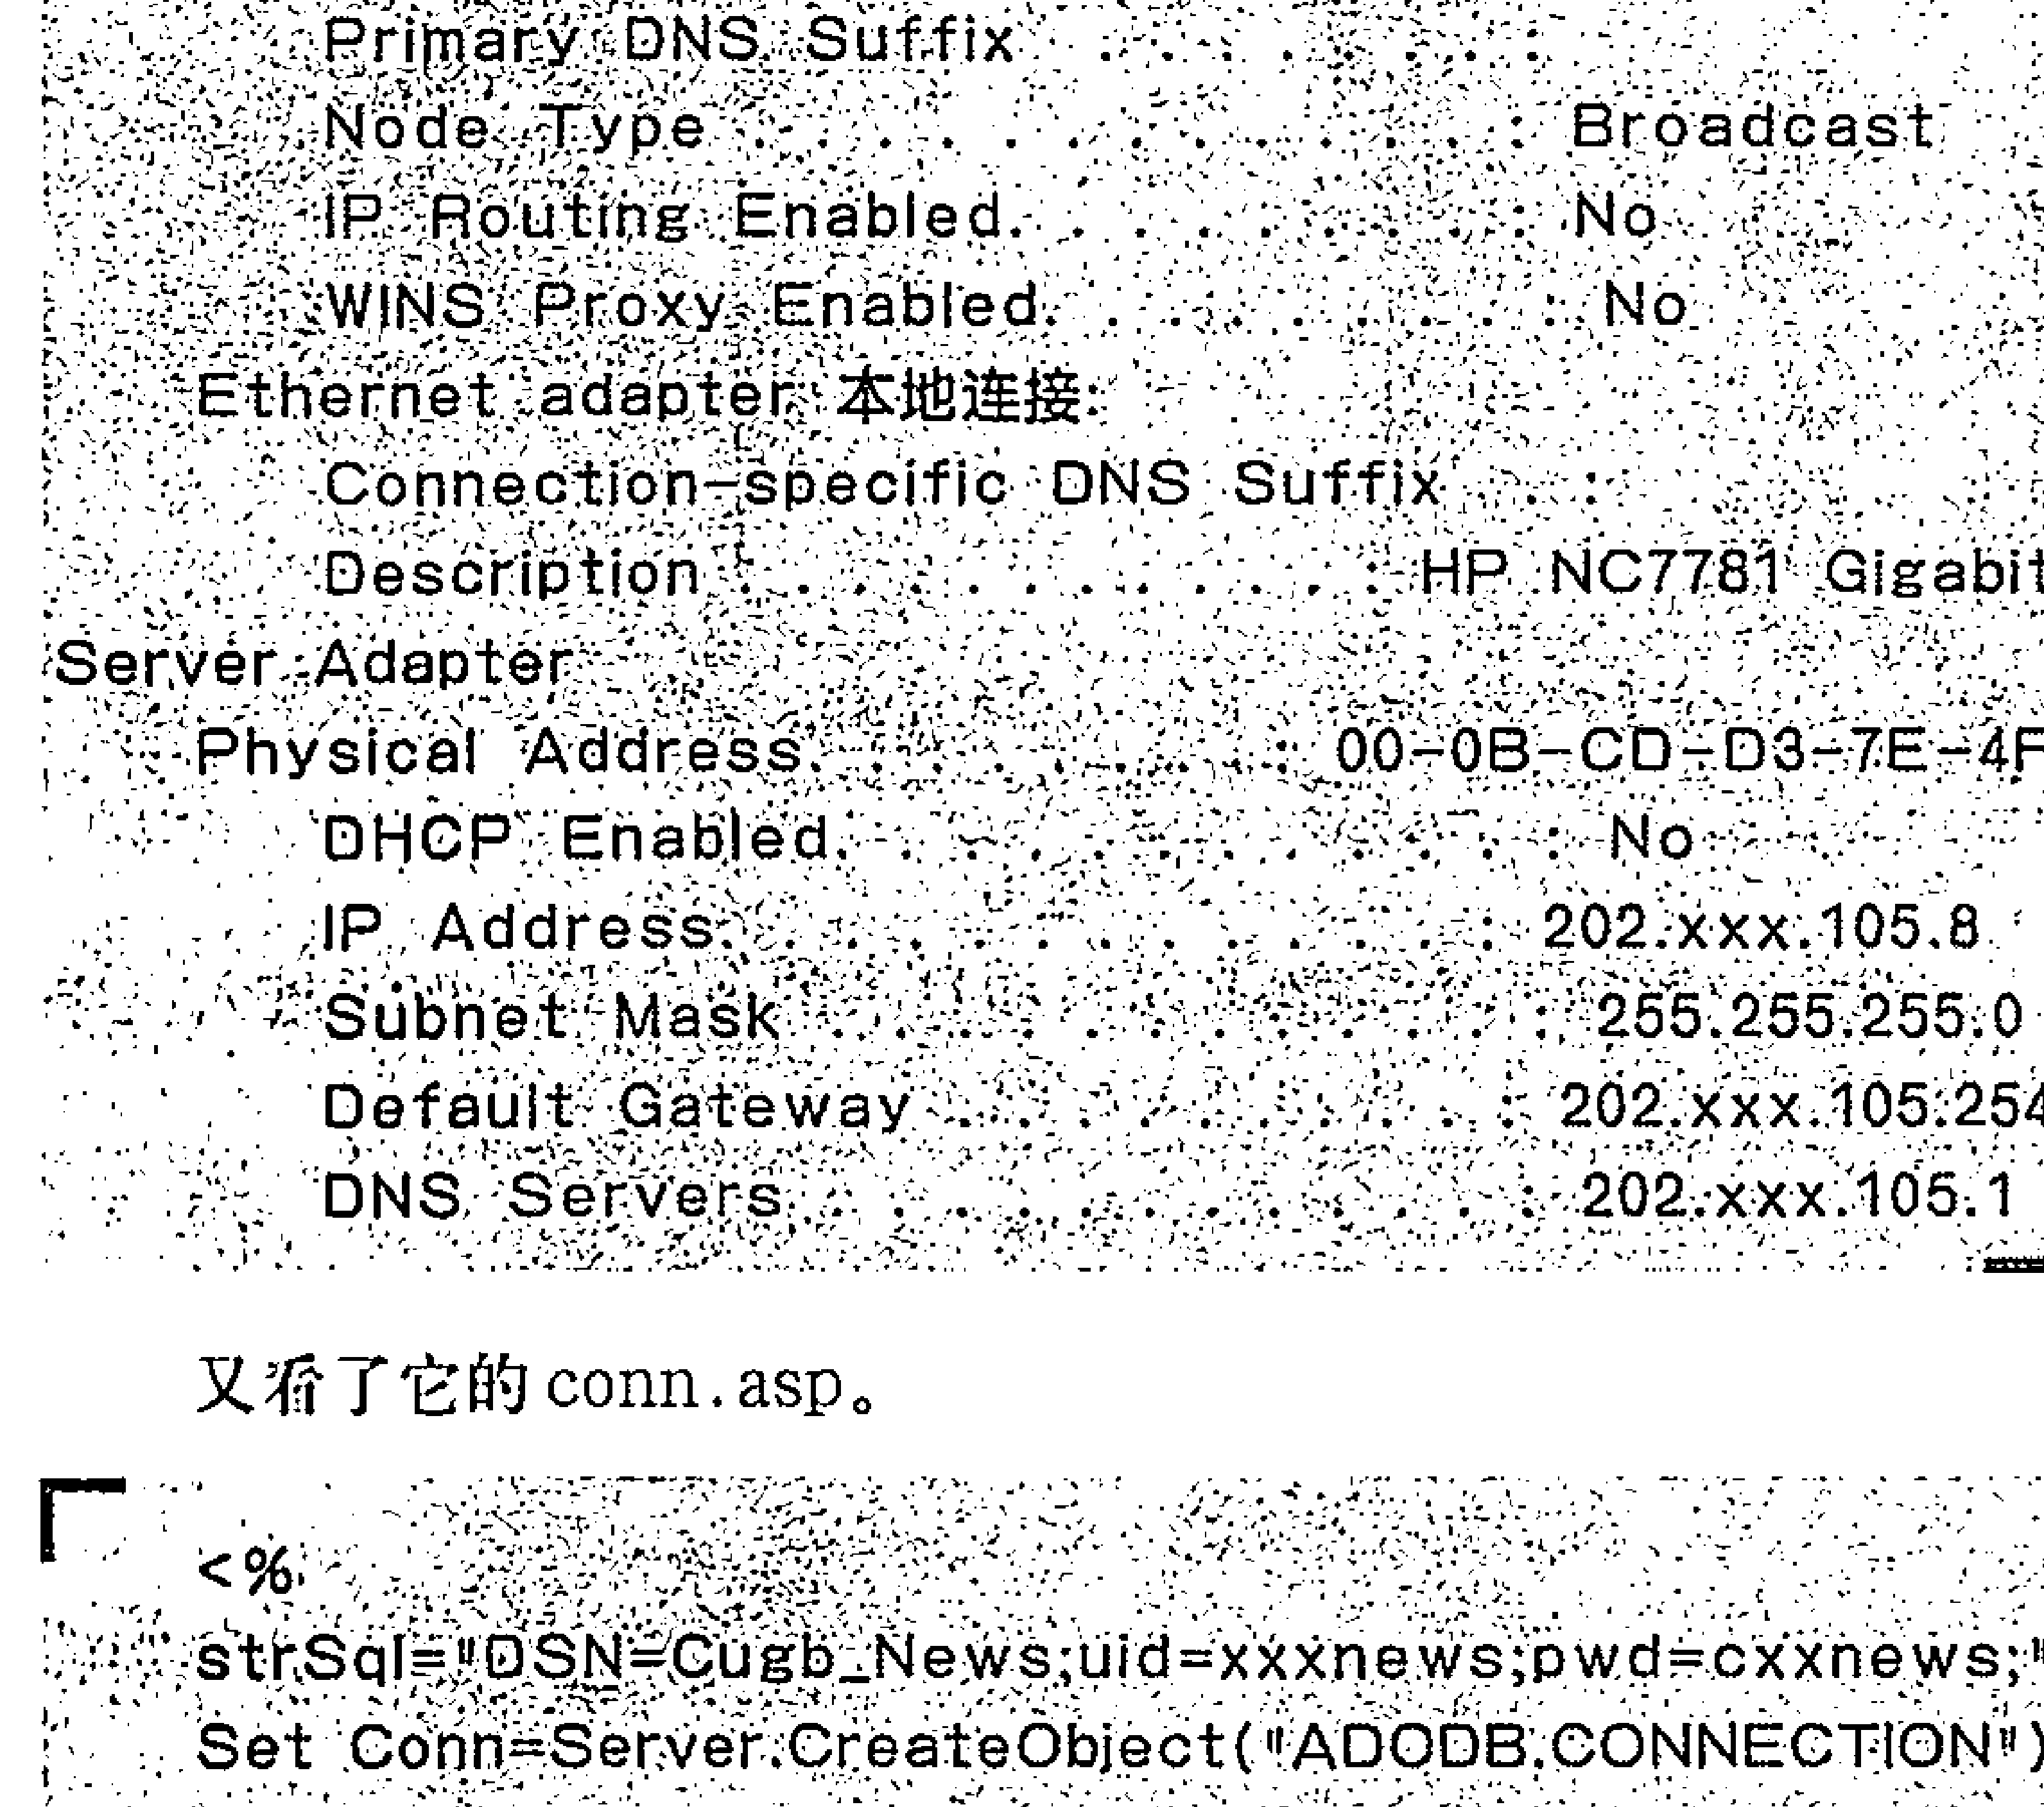 Primary DNS Suffix . . . . . . . :
Node Type . . . . . . . . . . . . : Broadcast
IP Routing Enabled. . . . . . . . : No
WINS Proxy Enabled. . . . . . . . : No
Ethernet adapter 本地连接:
Connection-specific DNS Suffix . . :
Description . . . . . . . . . . . : HP NC7781 Gigabit
Server Adapter
Physical Address. . . . . . . . : 00-0B-CD-D3-7E-4F
DHCP Enabled. . . . . . . . . . . : No
IP Address. . . . . . . . . . . . : 202.xxx.105.8
Subnet Mask . . . . . . . . . . . : 255.255.255.0
Default Gateway . . . . . . . . . : 202.xxx.105.254
DNS Servers . . . . . . . . . . . : 202.xxx.105.1
又看了它的conn.asp。
<%
strSql="DSN=Cugb_News;uid=xxxnews;pwd=cxxnews;"
Set Conn=Server.CreateObject("ADODB.CONNECTION")